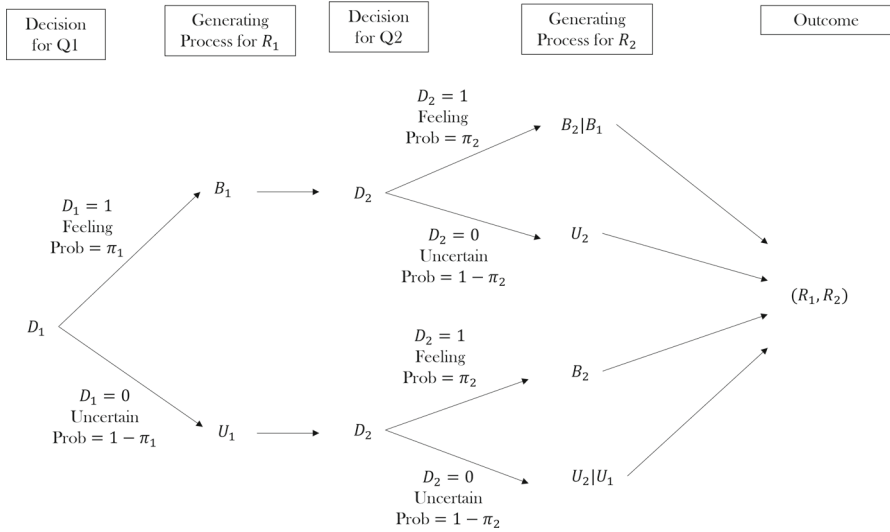 Decision
for Q1
Generating
Process for R₁
Decision
for Q2
Generating
Process for R₂
Outcome
D₁
D₁ = 1
Feeling
Prob = π₁
D₁ = 0
Uncertain
Prob = 1 − π₁
B₁
U₁
D₂
D₂ = 1
Feeling
Prob = π₂
D₂ = 0
Uncertain
Prob = 1 − π₂
D₂
D₂ = 1
Feeling
Prob = π₂
D₂ = 0
Uncertain
Prob = 1 − π₂
B₂|B₁
U₂
B₂
U₂|U₁
(R₁, R₂)